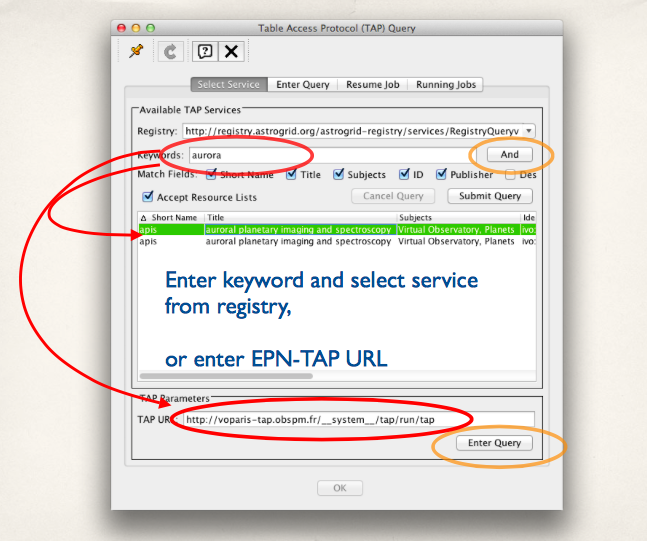 Table Access Protocol (TAP) Query
Select Service Enter Query Resume Job Running Jobs
Available TAP Services
Registry: http://registry.astrogrid.org/astrogrid-registry/services/RegistryQueryv
Keywords: aurora And
Match Fields: Short Name Title Subjects ID Publisher Des
Accept Resource Lists Cancel Query Submit Query
Short Name Title Subjects Ide
apis auroral planetary imaging and spectroscopy Virtual Observatory, Planets ivo:
apis auroral planetary imaging and spectroscopy Virtual Observatory, Planets ivo:
Enter keyword and select service
from registry,
or enter EPN-TAP URL
TAP Parameters
TAP URL: http://voparis-tap.obspm.fr/__system__/tap/run/tap
Enter Query
OK